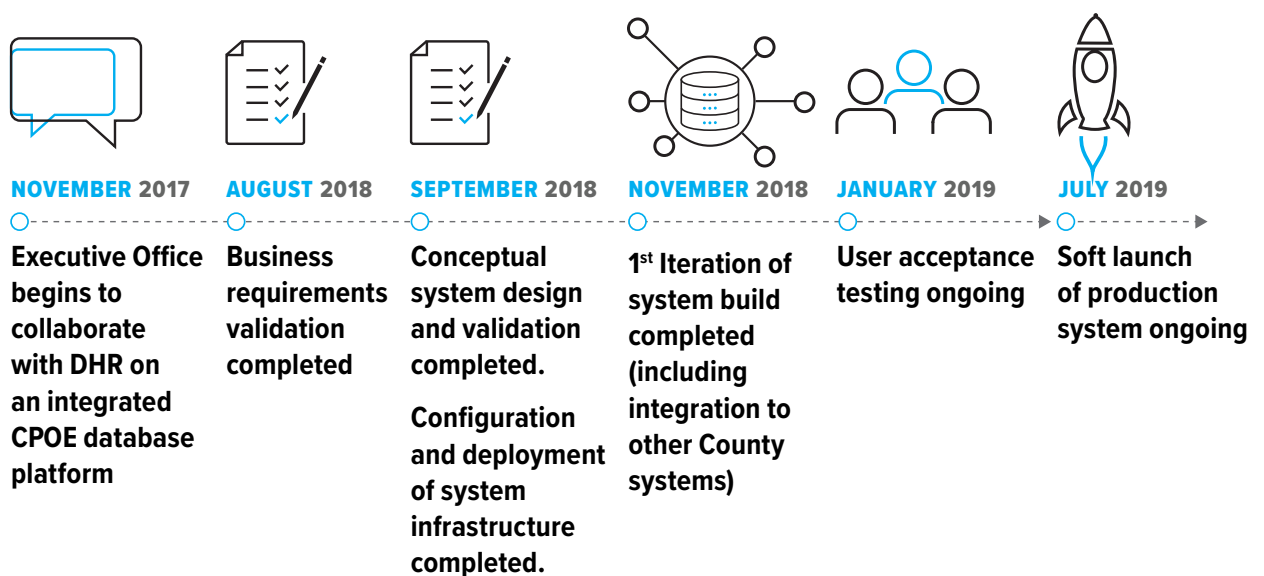 NOVEMBER 2017
Executive Office
begins to
collaborate
with DHR on
an integrated
CPOE database
platform
AUGUST 2018
Business
requirements
validation
completed
SEPTEMBER 2018
Conceptual
system design
and validation
completed.
Configuration
and deployment
of system
infrastructure
completed.
NOVEMBER 2018
1st Iteration of
system build
completed
(including
integration to
other County
systems)
JANUARY 2019
User acceptance
testing ongoing
JULY 2019
Soft launch
of production
system ongoing